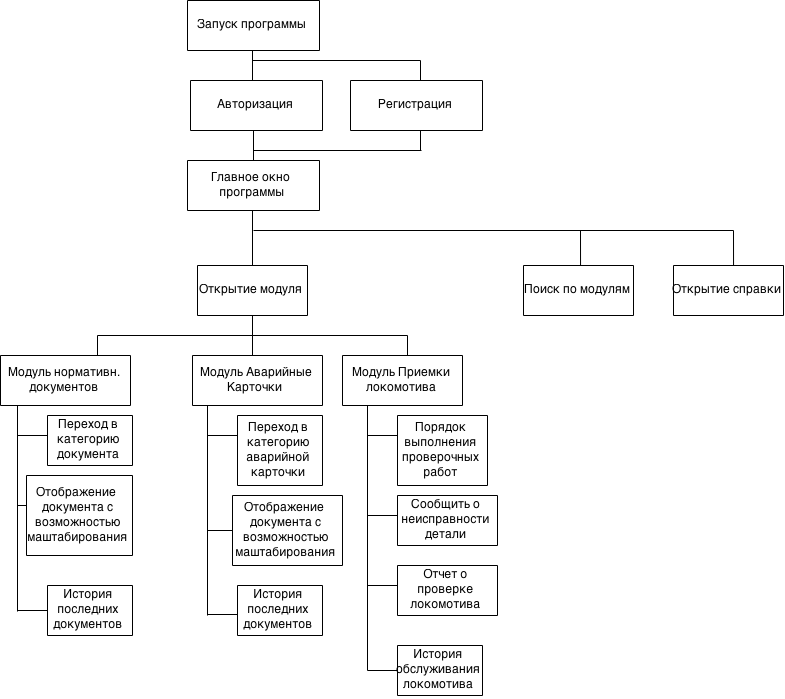 Запуск программы
Авторизация
Регистрация
Главное окно
программы
Открытие модуля
Поиск по модулям
Открытие справки
Модуль нормативн.
документов
Модуль Аварийные
Карточки
Модуль Приемки
локомотива
Переход в
категорию
документа
Отображение
документа с
возможностью
маштабирования
История
последних
документов
Переход в
категорию
аварийной
карточки
Отображение
документа с
возможностью
маштабирования
История
последних
документов
Порядок
выполнения
проверочных
работ
Сообщить о
неисправности
детали
Отчет о
проверке
локомотива
История
обслуживания
локомотива